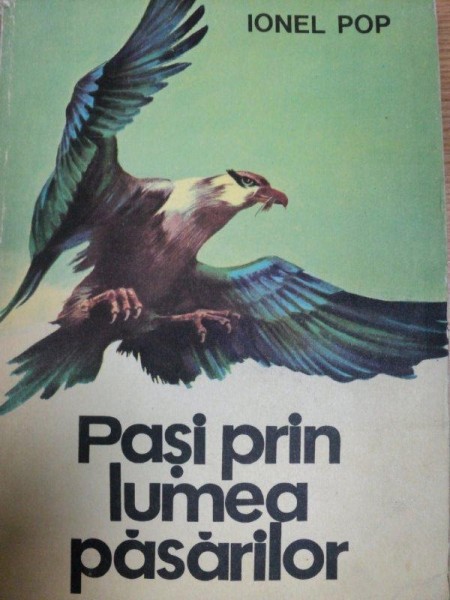 IONEL POP
Pași prin
lumea
păsărilor